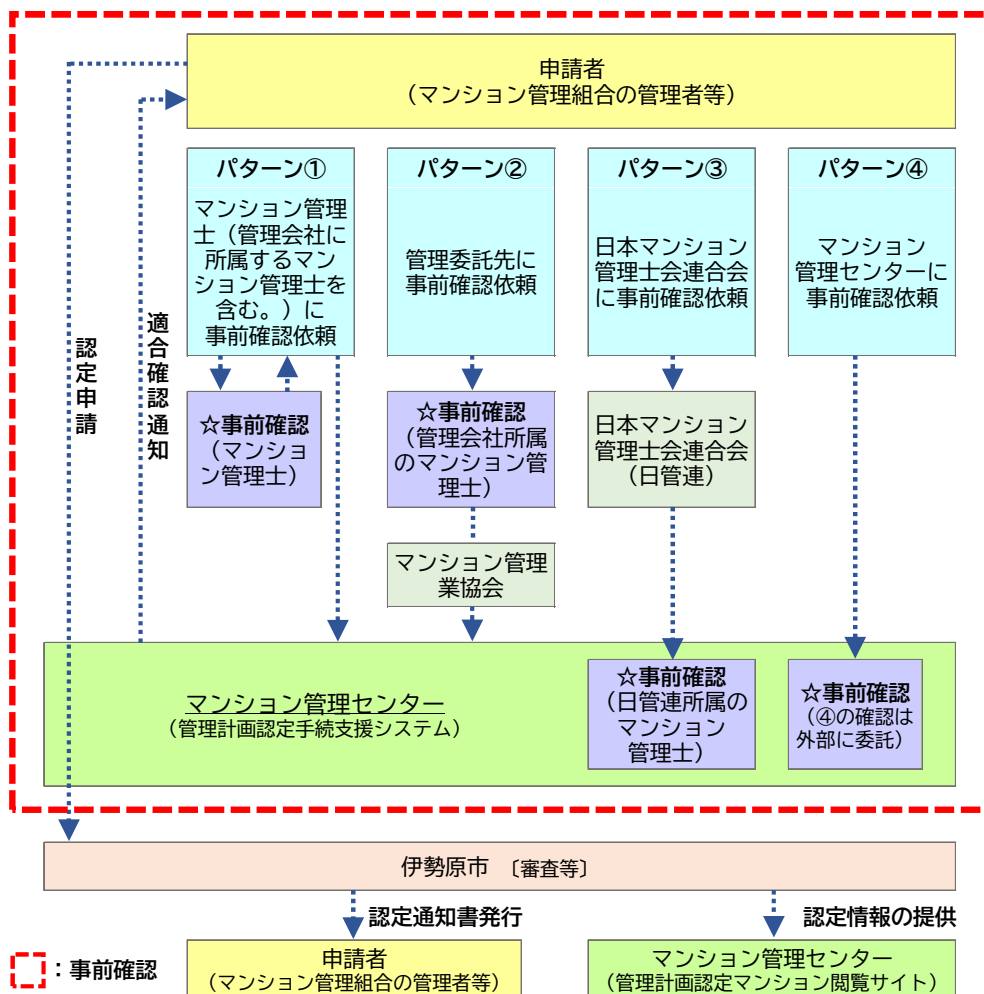 申請者
（マンション管理組合の管理者等）
パターン①
マンション管理
士（管理会社に
所属するマン
ション管理士を
含む。）に
事前確認依頼
パターン②
管理委託先に
事前確認依頼
パターン③
日本マンション
管理士会連合会
に事前確認依頼
パターン④
マンション
管理センターに
事前確認依頼
認定申請
適合確認通知
☆事前確認
（マンショ
ン管理士）
☆事前確認
（管理会社所属
のマンション管
理士）
日本マンション
管理士会連合会
（日管連）
マンション管理
業協会
マンション管理センター
（管理計画認定手続支援システム）
☆事前確認
（日管連所属の
マンション
管理士）
☆事前確認
（④の確認は
外部に委託）
伊勢原市 〔審査等〕
認定通知書発行
認定情報の提供
：事前確認
申請者
（マンション管理組合の管理者等）
マンション管理センター
（管理計画認定マンション閲覧サイト）